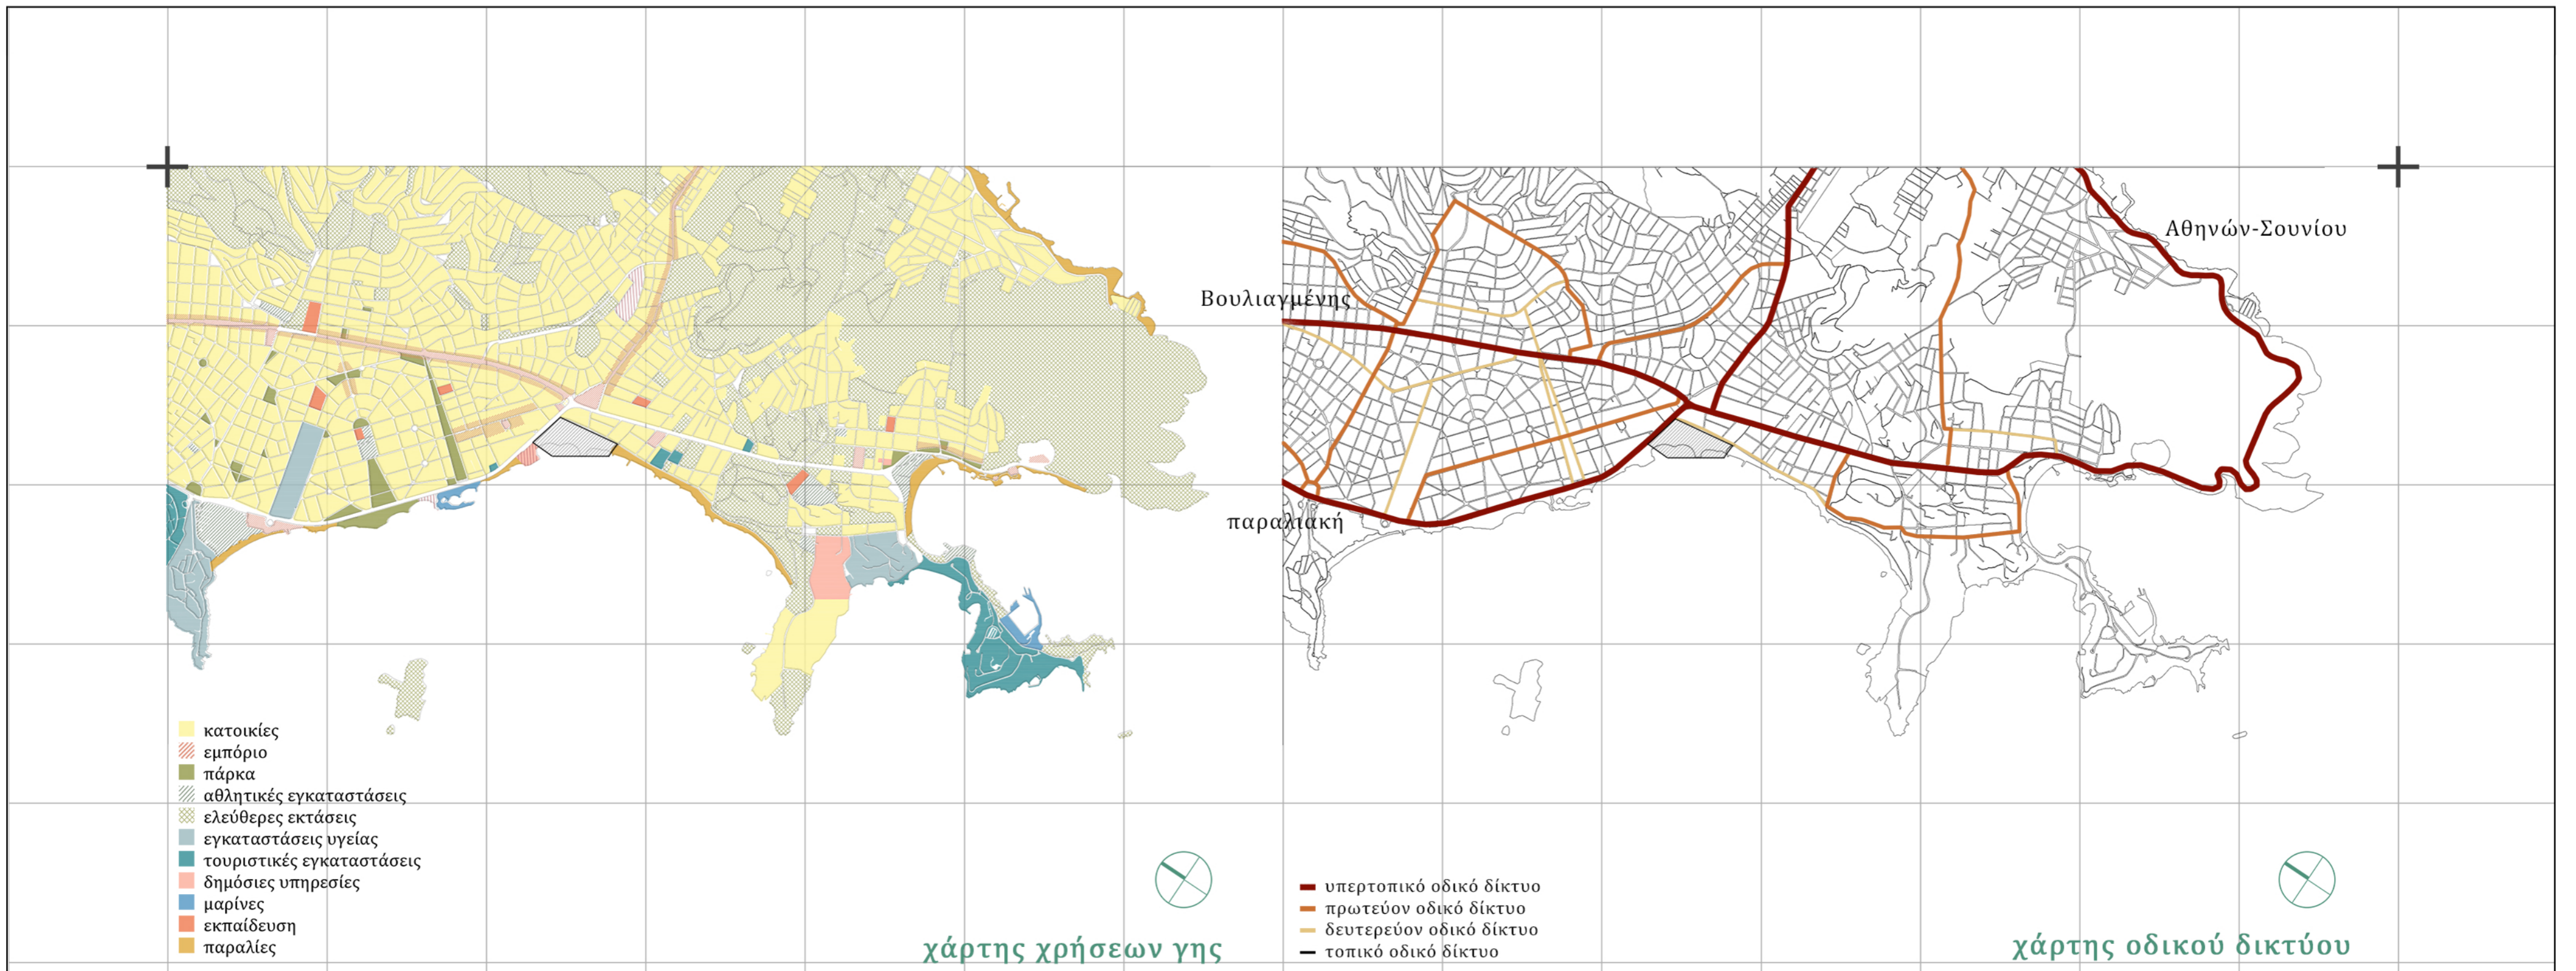 Αθηνών-Σουνίου
Βουλιαγμένης
παραλιακή
κατοικίες
εμπόριο
πάρκα
αθλητικές εγκαταστάσεις
ελεύθερες εκτάσεις
εγκαταστάσεις υγείας
τουριστικές εγκαταστάσεις
δημόσιες υπηρεσίες
μαρίνες
εκπαίδευση
παραλίες
χάρτης χρήσεων γης
υπερτοπικό οδικό δίκτυο
πρωτεύον οδικό δίκτυο
δευτερεύον οδικό δίκτυο
τοπικό οδικό δίκτυο
χάρτης οδικού δικτύου